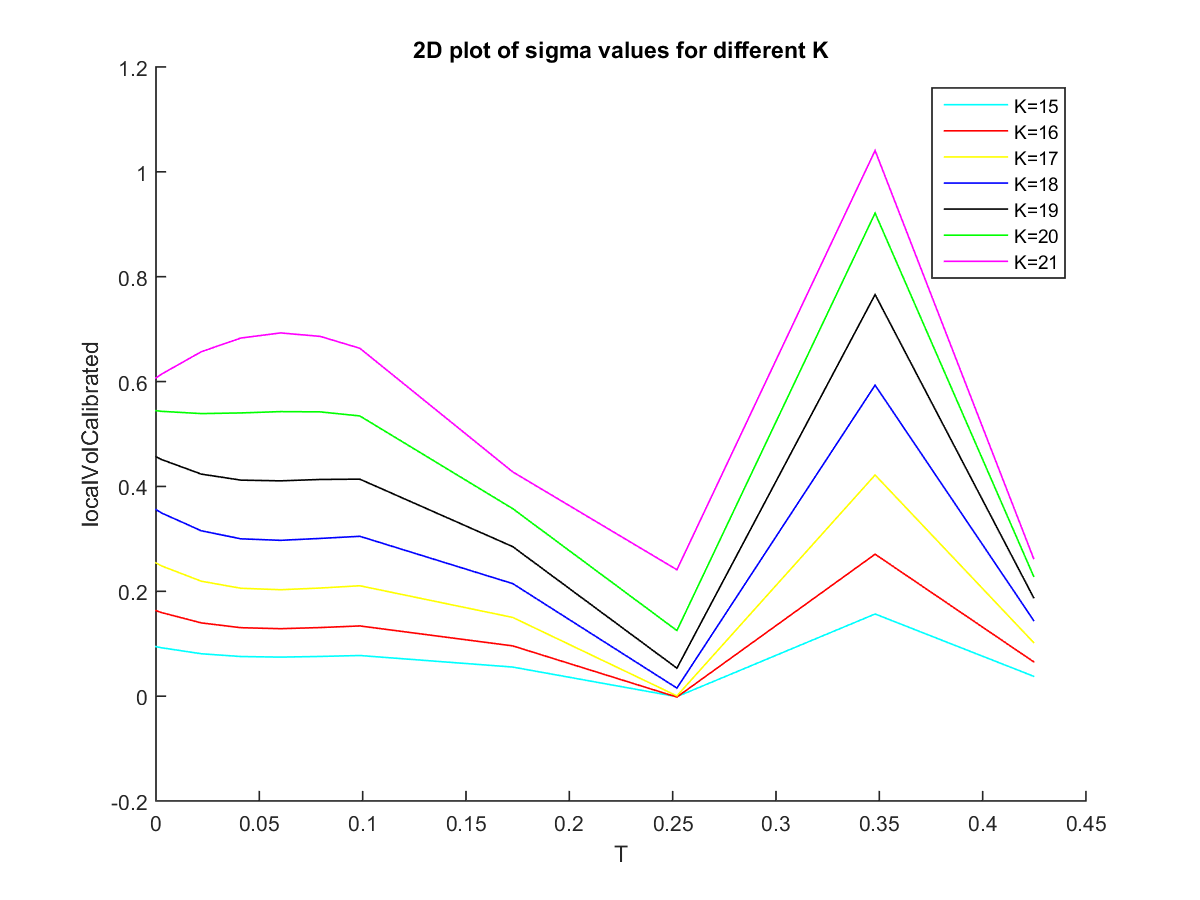 2D plot of sigma values for different K
1.2
1
0.8
0.6
0.4
0.2
0
-0.2
localVolCalibrated
0
0.05
0.1
0.15
0.2
0.25
0.3
0.35
0.4
0.45
T
K=15
K=16
K=17
K=18
K=19
K=20
K=21